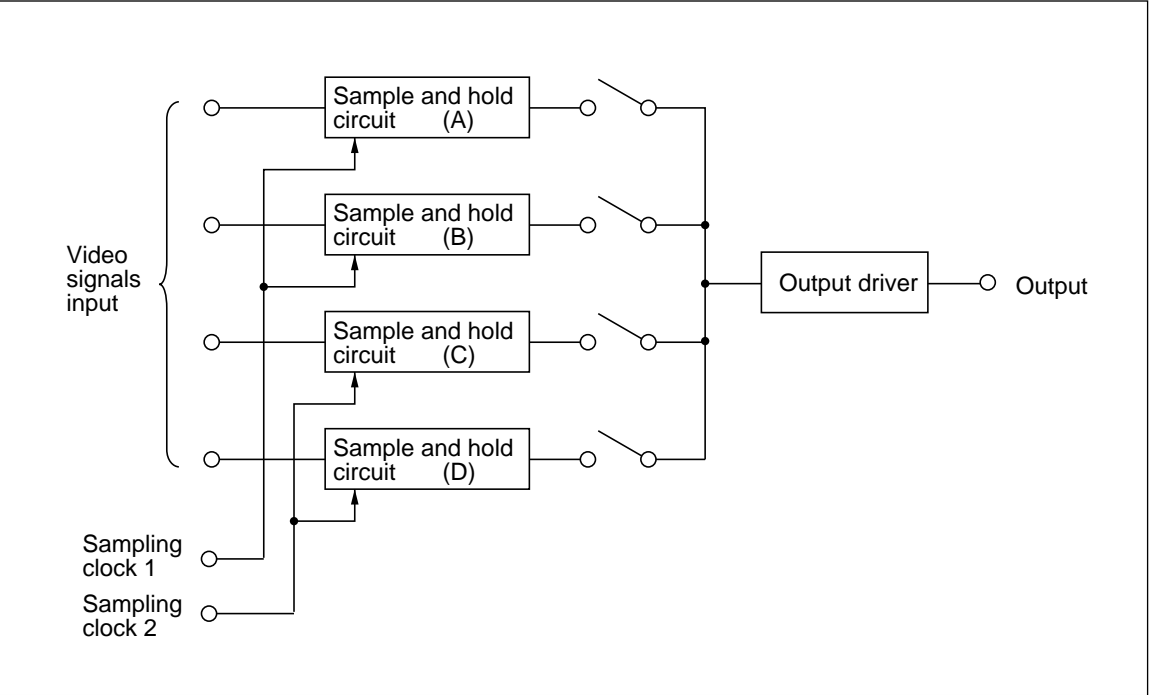 Sample and hold
circuit (A)
Sample and hold
circuit (B)
Video
signals
input
Output driver
Output
Sample and hold
circuit (C)
Sample and hold
circuit (D)
Sampling
clock 1
Sampling
clock 2